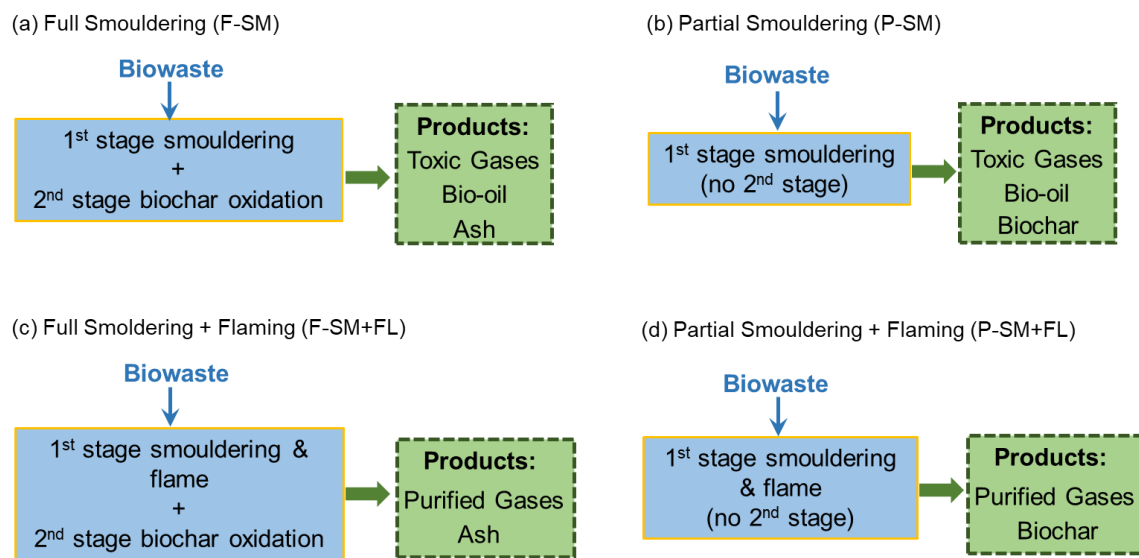 (a) Full Smouldering (F-SM)
Biowaste
1st stage smouldering
+
2nd stage biochar oxidation
Products:
Toxic Gases
Bio-oil
Ash
(b) Partial Smouldering (P-SM)
Biowaste
1st stage smouldering
(no 2nd stage)
Products:
Toxic Gases
Bio-oil
Biochar
(c) Full Smoldering + Flaming (F-SM+FL)
Biowaste
1st stage smouldering &
flame
+
2nd stage biochar oxidation
Products:
Purified Gases
Ash
(d) Partial Smouldering + Flaming (P-SM+FL)
Biowaste
1st stage smouldering
& flame
(no 2nd stage)
Products:
Purified Gases
Biochar